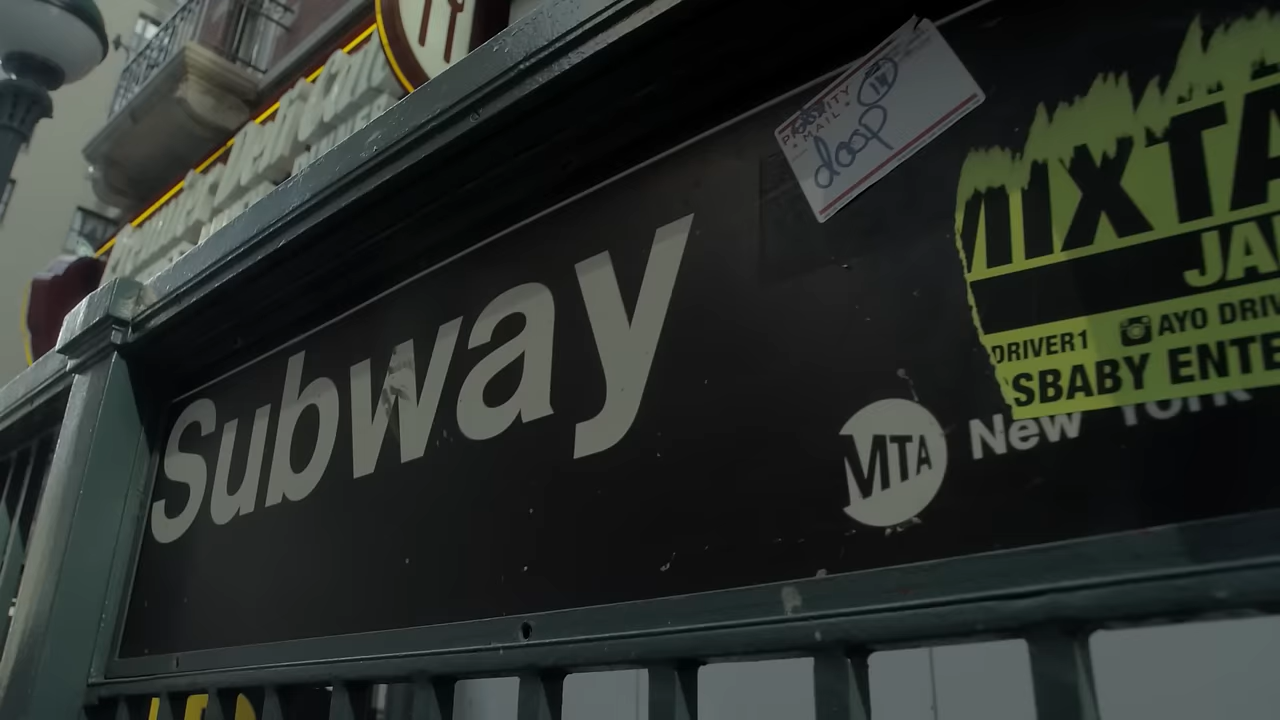 Subway
PRIORITY
MAIL
doop
MIXTA
JA
DRIVER1 AYO DRIV
SBABY ENTE
MTA New York